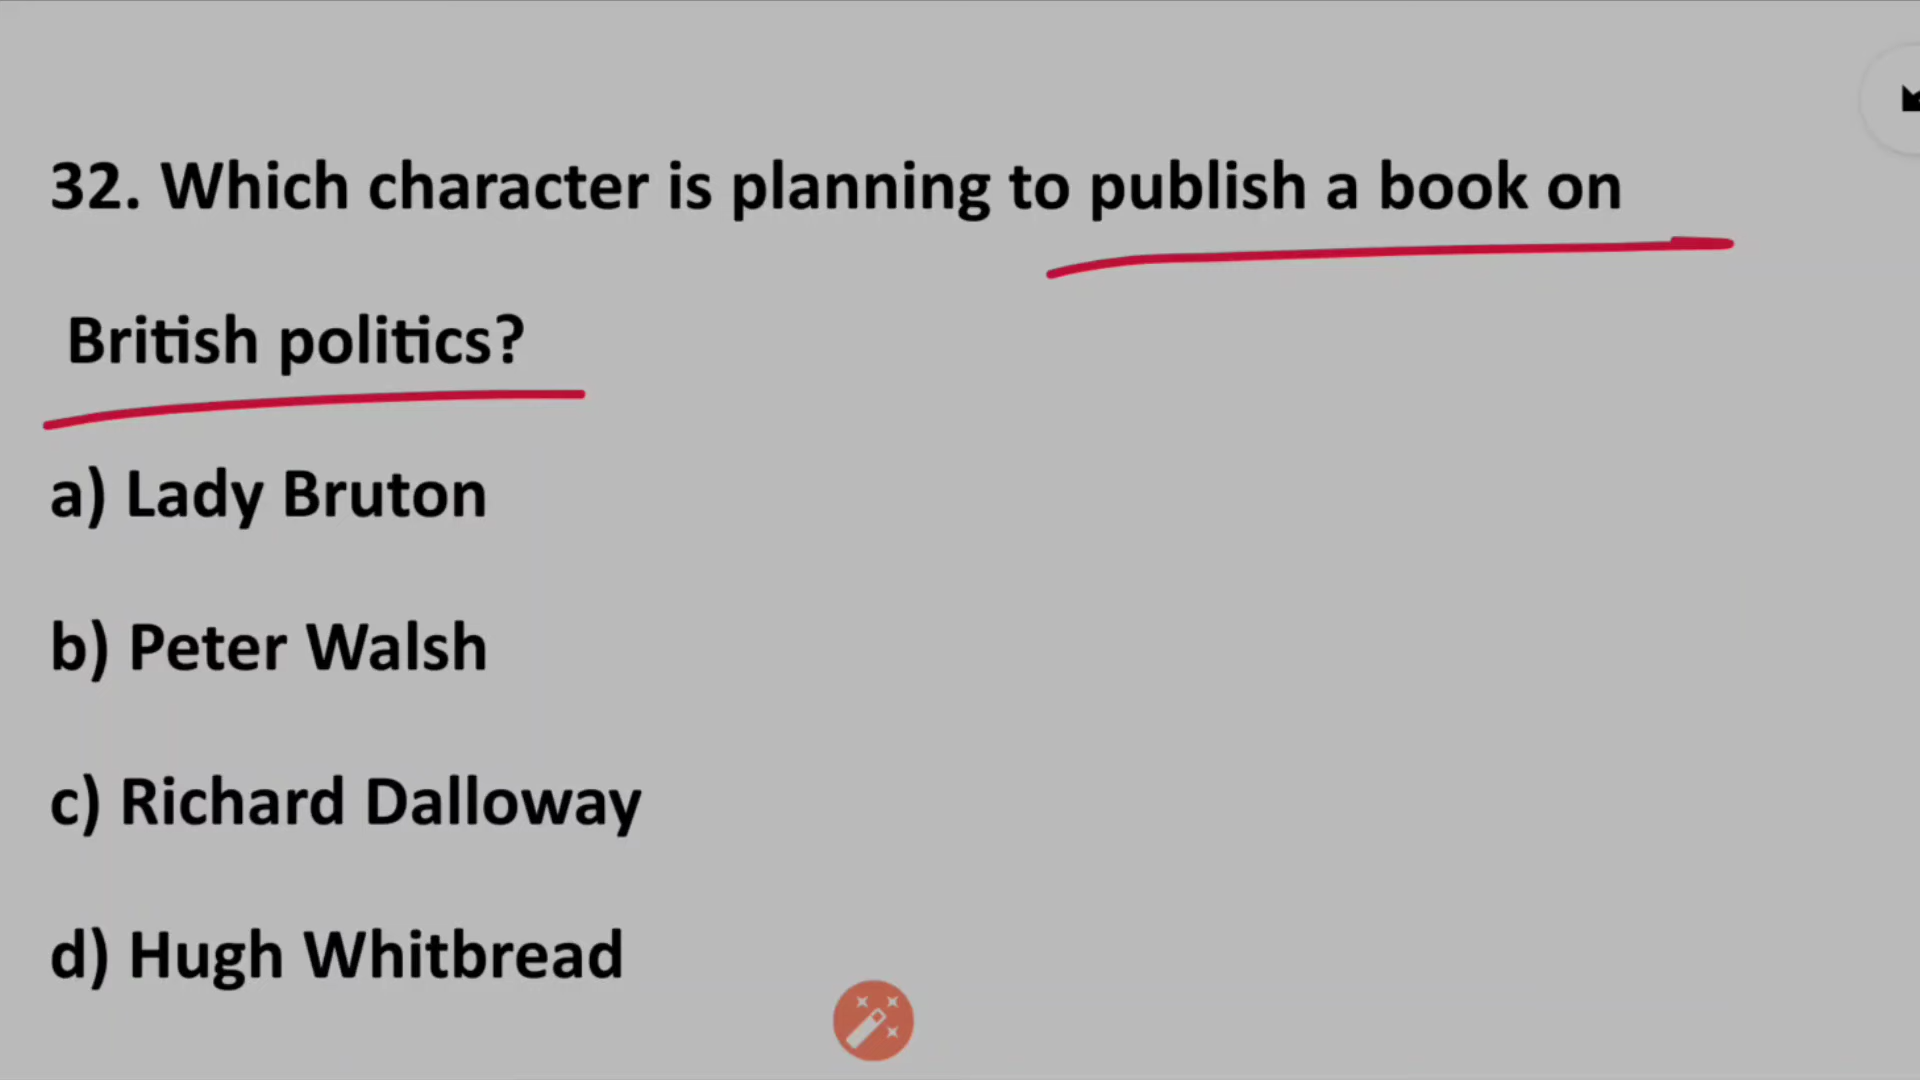 32. Which character is planning to publish a book on
British politics?
a) Lady Bruton
b) Peter Walsh
c) Richard Dalloway
d) Hugh Whitbread